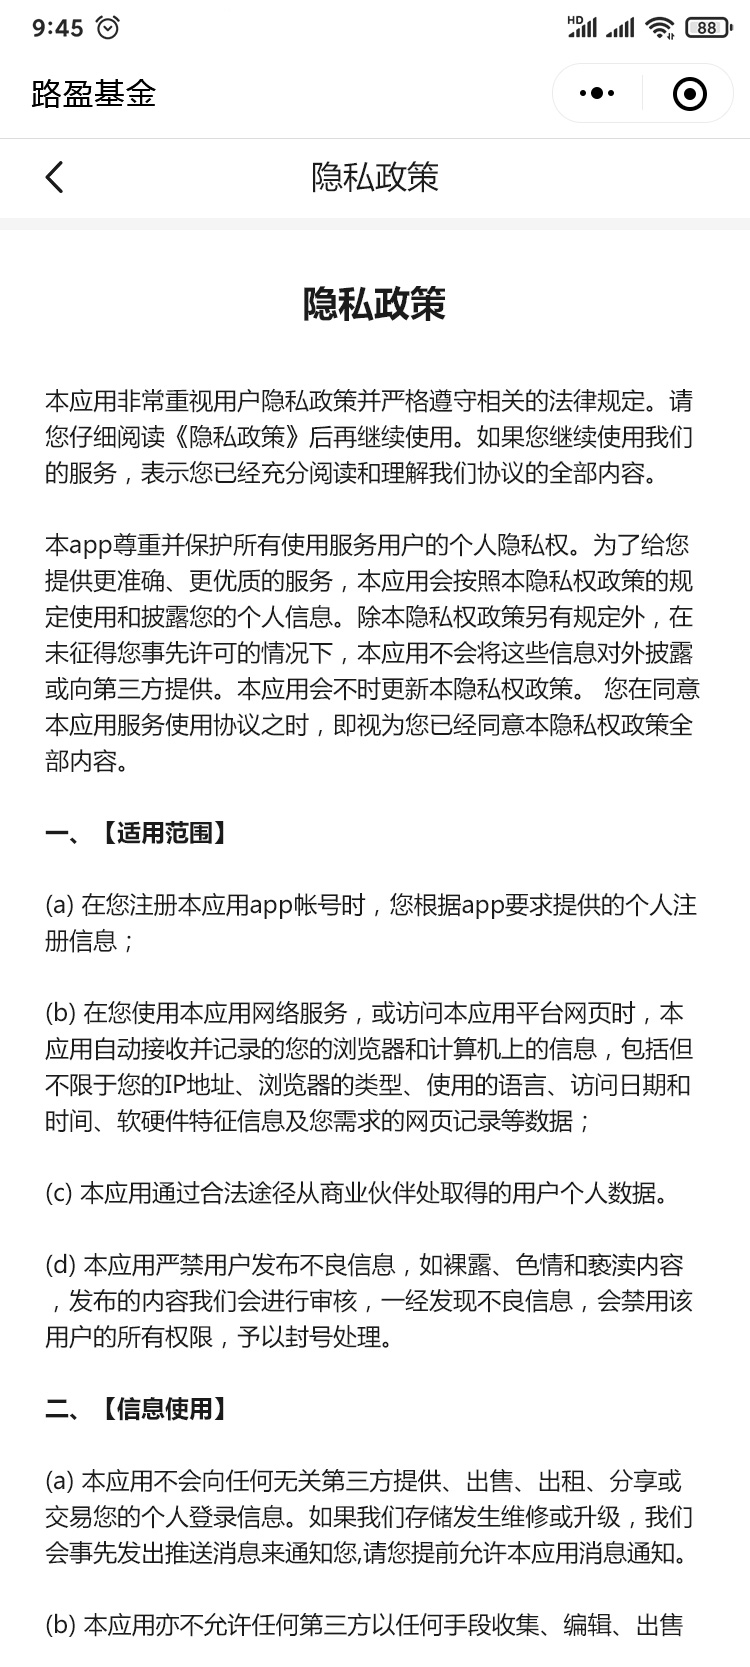 9:45
HD
88
路盈基金
隐私政策
隐私政策
本应用非常重视用户隐私政策并严格遵守相关的法律规定。请
您仔细阅读《隐私政策》后再继续使用。如果您继续使用我们
的服务，表示您已经充分阅读和理解我们协议的全部内容。
本app尊重并保护所有使用服务用户的个人隐私权。为了给您
提供更准确、更优质的服务，本应用会按照本隐私权政策的规
定使用和披露您的个人信息。除本隐私权政策另有规定外，在
未征得您事先许可的情况下，本应用不会将这些信息对外披露
或向第三方提供。本应用会不时更新本隐私权政策。 您在同意
本应用服务使用协议之时，即视为您已经同意本隐私权政策全
部内容。
一、【适用范围】
(a) 在您注册本应用app帐号时，您根据app要求提供的个人注
册信息；
(b) 在您使用本应用网络服务，或访问本应用平台网页时，本
应用自动接收并记录的您的浏览器和计算机上的信息，包括但
不限于您的IP地址、浏览器的类型、使用的语言、访问日期和
时间、软硬件特征信息及您需求的网页记录等数据；
(c) 本应用通过合法途径从商业伙伴处取得的用户个人数据。
(d) 本应用严禁用户发布不良信息，如裸露、色情和亵渎内容
，发布的内容我们会进行审核，一经发现不良信息，会禁用该
用户的所有权限，予以封号处理。
二、【信息使用】
(a) 本应用不会向任何无关第三方提供、出售、出租、分享或
交易您的个人登录信息。如果我们存储发生维修或升级，我们
会事先发出推送消息来通知您,请您提前允许本应用消息通知。
(b) 本应用亦不允许任何第三方以任何手段收集、编辑、出售